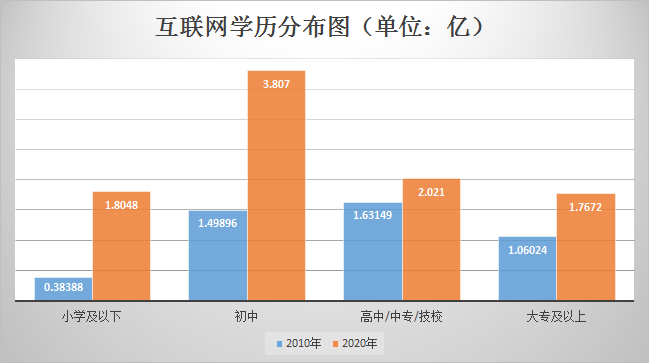 互联网学历分布图（单位：亿）
3.807
2.021
1.8048
1.7672
1.63149
1.49896
1.06024
0.38388
小学及以下 初中 高中/中专/技校 大专及以上
2010年 2020年